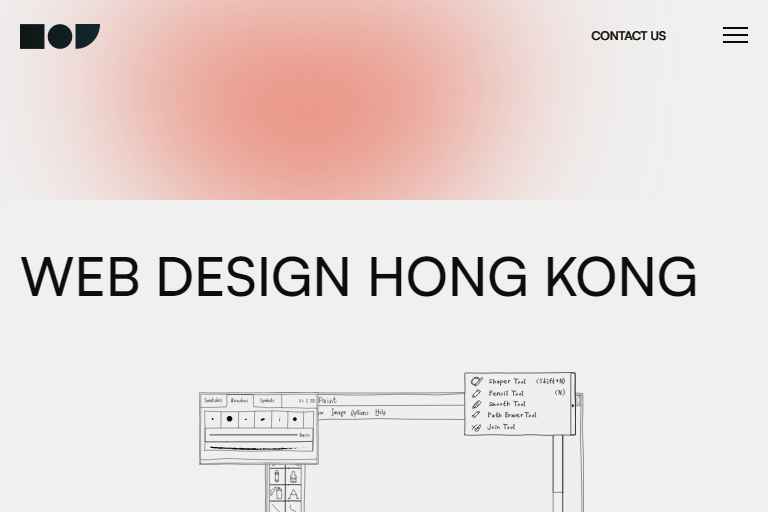 CONTACT US
WEB DESIGN HONG KONG
Shaper Tool (Shift+N)
Pencil Tool (N)
Smooth Tool
Path Eraser Tool
Join Tool
Swatches Brushes Symbols
Paint
Image Options Help
Basic